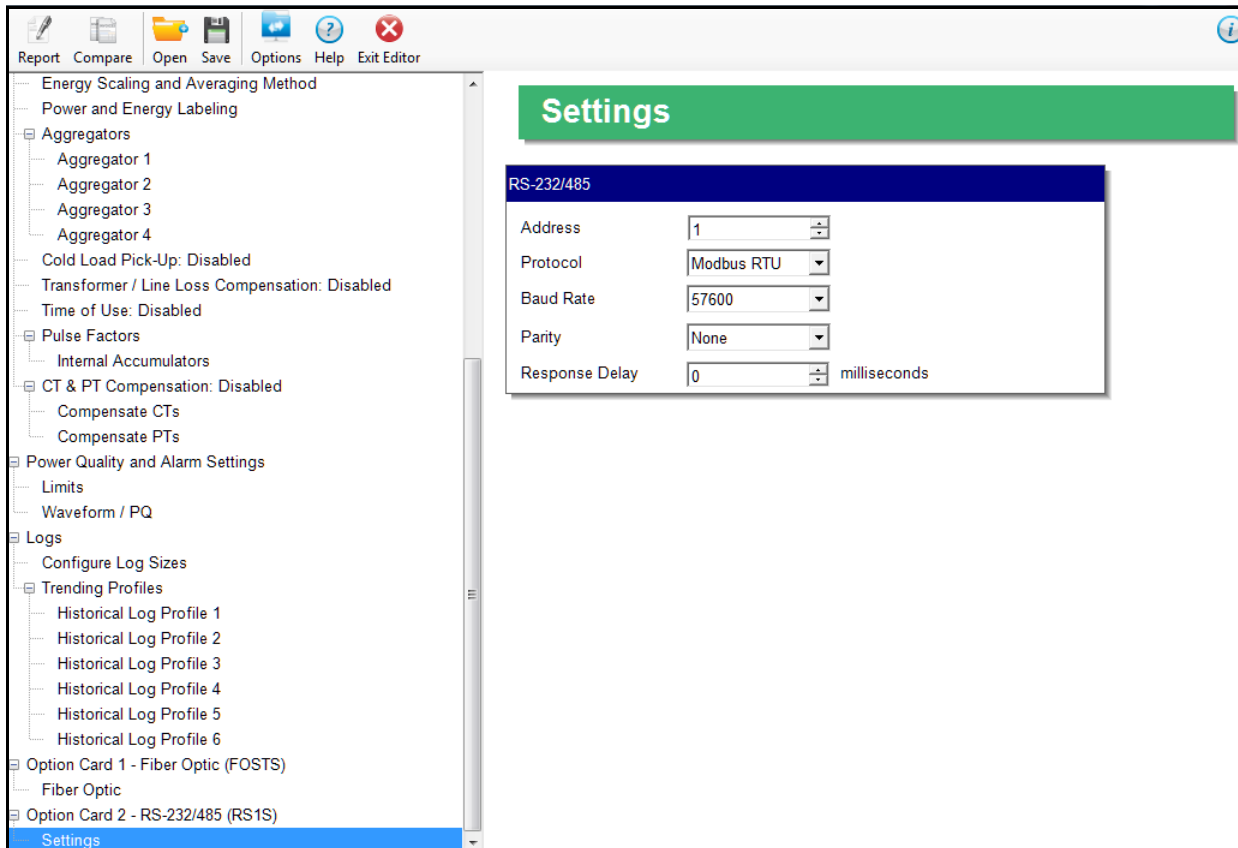 Report Compare Open Save Options Help Exit Editor
Energy Scaling and Averaging Method
Power and Energy Labeling
Aggregators
Aggregator 1
Aggregator 2
Aggregator 3
Aggregator 4
Cold Load Pick-Up: Disabled
Transformer / Line Loss Compensation: Disabled
Time of Use: Disabled
Pulse Factors
Internal Accumulators
CT & PT Compensation: Disabled
Compensate CTs
Compensate PTs
Power Quality and Alarm Settings
Limits
Waveform / PQ
Logs
Configure Log Sizes
Trending Profiles
Historical Log Profile 1
Historical Log Profile 2
Historical Log Profile 3
Historical Log Profile 4
Historical Log Profile 5
Historical Log Profile 6
Option Card 1 - Fiber Optic (FOSTS)
Fiber Optic
Option Card 2 - RS-232/485 (RS1S)
Settings
Settings
RS-232/485
Address 1
Protocol Modbus RTU
Baud Rate 57600
Parity None
Response Delay 0 milliseconds